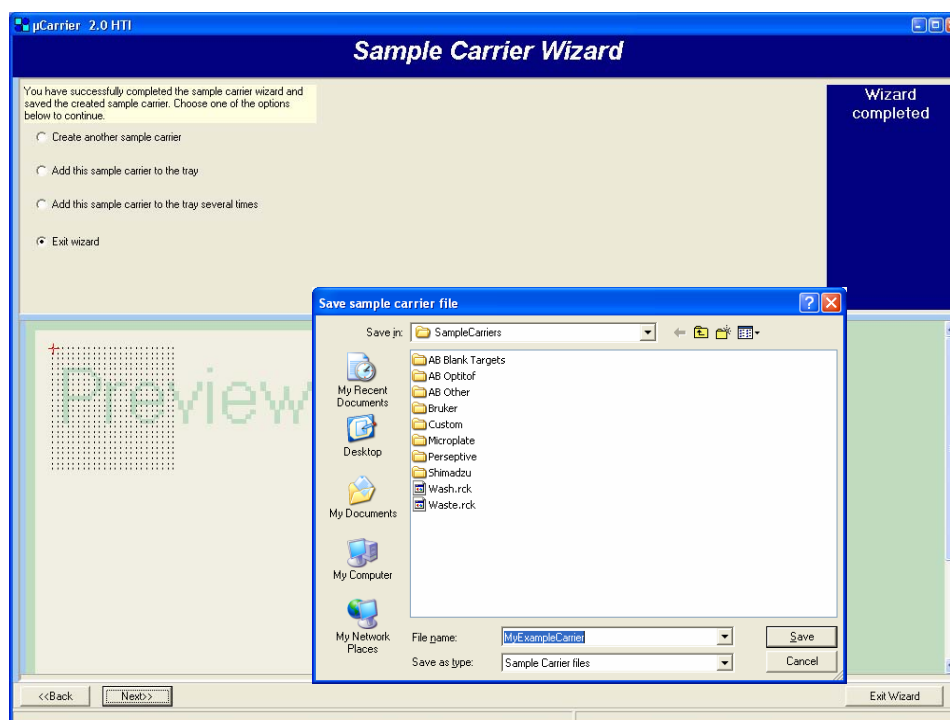 µCarrier 2.0 HTI
Sample Carrier Wizard
You have successfully completed the sample carrier wizard and
saved the created sample carrier. Choose one of the options
below to continue.
Wizard
completed
Create another sample carrier
Add this sample carrier to the tray
Add this sample carrier to the tray several times
Exit wizard
Preview
Save sample carrier file
Save in:
SampleCarriers
My Recent
Documents
Desktop
My Documents
My Computer
My Network
Places
AB Blank Targets
AB Optitof
AB Other
Bruker
Custom
Microplate
Perseptive
Shimadzu
Wash.rck
Waste.rck
File name:
MyExampleCarrier
Save
Save as type:
Sample Carrier files
Cancel
<<Back
Next>>
Exit Wizard